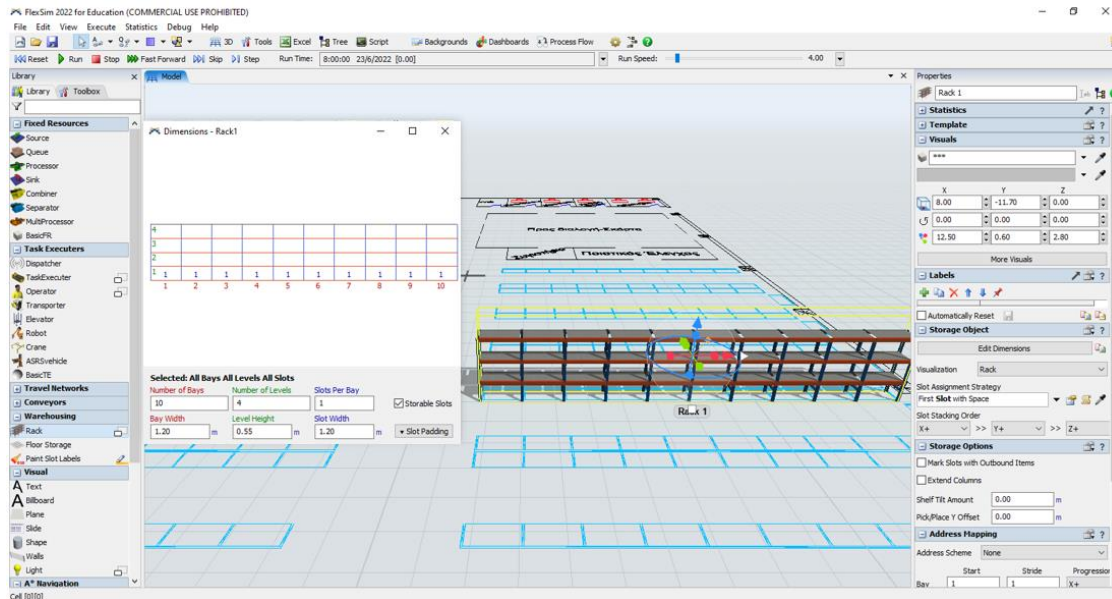 FlexSim 2022 for Education (COMMERCIAL USE PROHIBITED)
File Edit View Execute Statistics Debug Help
3D Tools Excel Tree Script Backgrounds Dashboards Process Flow
Reset Run Stop Fast Forward Skip Step Run Time: 8:00:00 23/6/2022 [0.00] Run Speed: 4.00
Library
Library Toolbox
Fixed Resources
Source
Queue
Processor
Sink
Combiner
Separator
MultiProcessor
BasicFR
Task Executers
Dispatcher
TaskExecuter
Operator
Transporter
Elevator
Robot
Crane
ASRSvehicle
BasicTE
Travel Networks
Conveyors
Warehousing
Rack
Floor Storage
Paint Slot Labels
Visual
Text
Billboard
Plane
Slide
Shape
Walls
Light
A* Navigation
Model
Dimensions - Rack1
4
3
2
1 1 1 1 1 1 1 1 1 1 1
1 2 3 4 5 6 7 8 9 10
Selected: All Bays All Levels All Slots
Number of Bays Number of Levels Slots Per Bay
10 4 1 Storable Slots
Bay Width Level Height Slot Width
1.20 m 0.55 m 1.20 m Slot Padding
Προς Διαλογή-Εκδοση
Ποιοτικός Έλεγχος
Rack 1
Properties
Rack 1
Statistics
Template
Visuals
***
X Y Z
8.00 -11.70 0.00
0.00 0.00 0.00
12.50 0.60 2.80
More Visuals
Labels
Automatically Reset
Storage Object
Edit Dimensions
Visualization Rack
Slot Assignment Strategy
First Slot with Space
Slot Stacking Order
X+ >> Y+ >> Z+
Storage Options
Mark Slots with Outbound Items
Extend Columns
Shelf Tilt Amount 0.00 m
Pick/Place Y Offset 0.00 m
Address Mapping
Address Scheme None
Start Stride Progression
Bay 1 1 X+